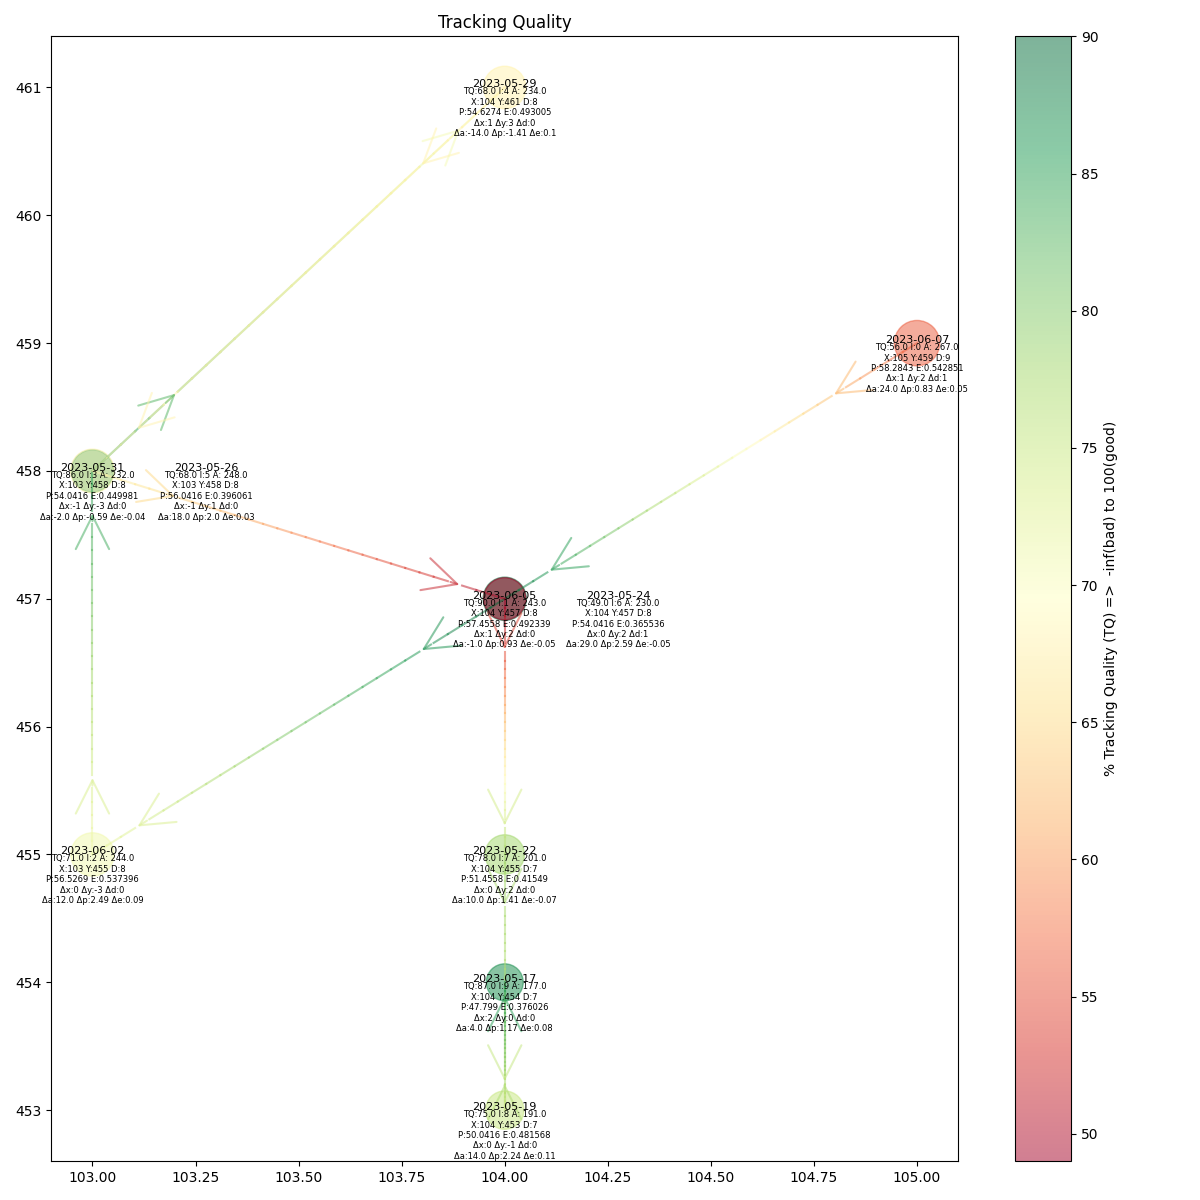 Tracking Quality
461
460
459
458
457
456
455
454
453
103.00
103.25
103.50
103.75
104.00
104.25
104.50
104.75
105.00
2023-05-29
TQ:68.0 I:4 A: 234.0
X:104 Y:461 D:8
P:54.6274 E:0.493005
Δx:1 Δy:3 Δd:0
Δa:-14.0 Δp:-1.41 Δe:0.1
2023-06-07
TQ:56.0 I:0 A: 267.0
X:105 Y:459 D:9
P:58.2843 E:0.542851
Δx:1 Δy:2 Δd:1
Δa:24.0 Δp:0.83 Δe:0.05
2023-05-31
TQ:86.0 I:3 A: 232.0
X:103 Y:458 D:8
P:54.0416 E:0.449981
Δx:-1 Δy:-3 Δd:0
Δa:-2.0 Δp:-0.59 Δe:-0.04
2023-05-26
TQ:68.0 I:5 A: 248.0
X:103 Y:458 D:8
P:56.0416 E:0.396061
Δx:-1 Δy:1 Δd:0
Δa:18.0 Δp:2.0 Δe:0.03
2023-06-05
TQ:90.0 I:1 A: 243.0
X:104 Y:457 D:8
P:57.4558 E:0.492339
Δx:1 Δy:2 Δd:0
Δa:-1.0 Δp:0.93 Δe:-0.05
2023-05-24
TQ:49.0 I:6 A: 230.0
X:104 Y:457 D:8
P:54.0416 E:0.365536
Δx:0 Δy:2 Δd:1
Δa:29.0 Δp:2.59 Δe:-0.05
2023-06-02
TQ:71.0 I:2 A: 244.0
X:103 Y:455 D:8
P:56.5269 E:0.537396
Δx:0 Δy:-3 Δd:0
Δa:12.0 Δp:2.49 Δe:0.09
2023-05-22
TQ:78.0 I:7 A: 201.0
X:104 Y:455 D:7
P:51.4558 E:0.41549
Δx:0 Δy:2 Δd:0
Δa:10.0 Δp:1.41 Δe:-0.07
2023-05-17
TQ:87.0 I:9 A: 177.0
X:104 Y:454 D:7
P:47.799 E:0.376026
Δx:2 Δy:0 Δd:0
Δa:4.0 Δp:1.17 Δe:0.08
2023-05-19
TQ:75.0 I:8 A: 191.0
X:104 Y:453 D:7
P:50.0416 E:0.481568
Δx:0 Δy:-1 Δd:0
Δa:14.0 Δp:2.24 Δe:0.11
90
85
80
75
70
65
60
55
50
% Tracking Quality (TQ) => -inf(bad) to 100(good)